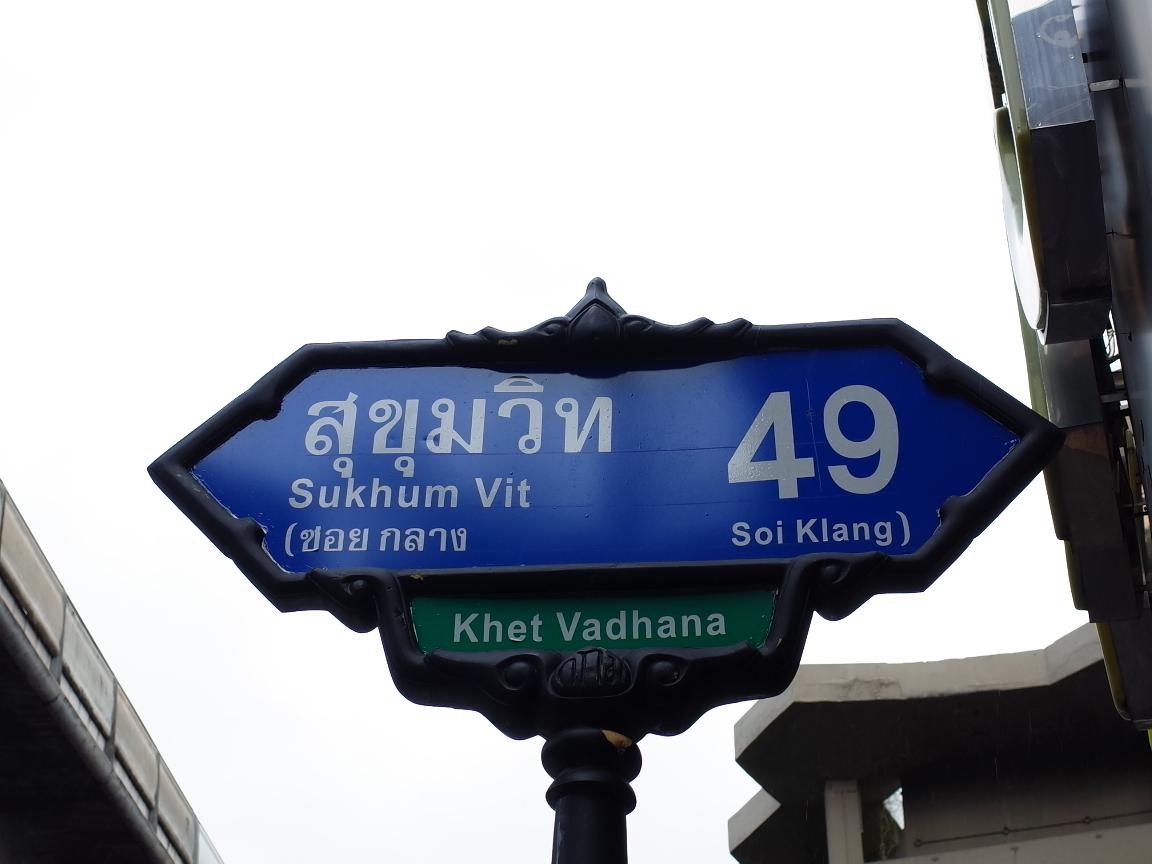 สุขุมวิท 49
Sukhum Vit
(ซอย กลาง Soi Klang)
Khet Vadhana